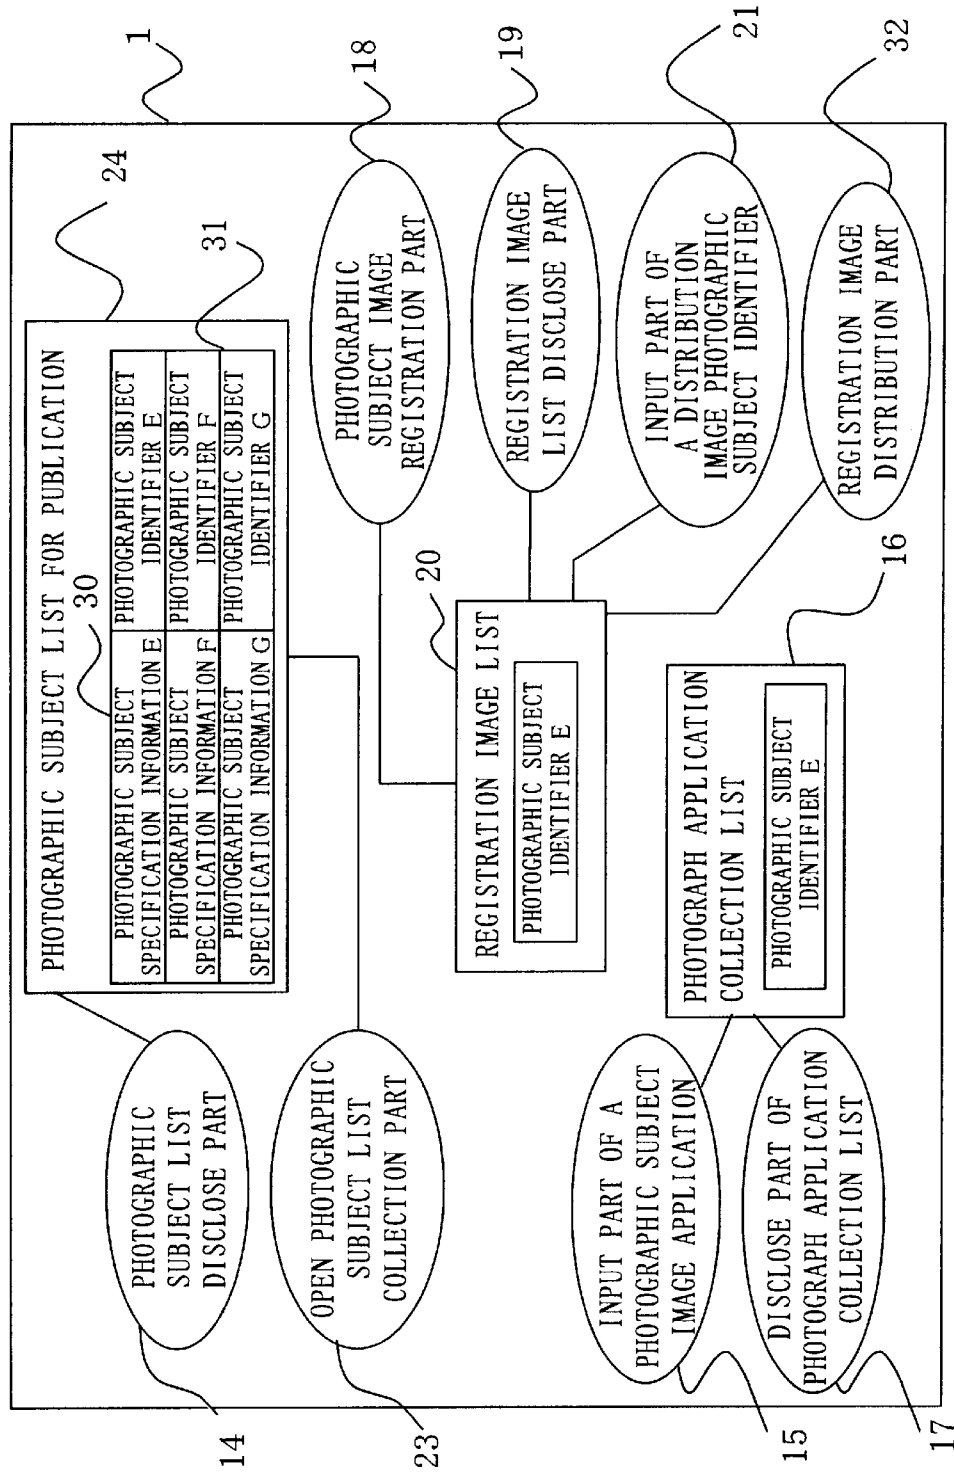 1
24
PHOTOGRAPHIC SUBJECT LIST FOR PUBLICATION
30
31
PHOTOGRAPHIC SUBJECT
SPECIFICATION INFORMATION E
PHOTOGRAPHIC SUBJECT
IDENTIFIER E
PHOTOGRAPHIC SUBJECT
SPECIFICATION INFORMATION F
PHOTOGRAPHIC SUBJECT
IDENTIFIER F
PHOTOGRAPHIC SUBJECT
SPECIFICATION INFORMATION G
PHOTOGRAPHIC SUBJECT
IDENTIFIER G
PHOTOGRAPHIC
SUBJECT LIST
DISCLOSE PART
14
OPEN PHOTOGRAPHIC
SUBJECT LIST
COLLECTION PART
23
PHOTOGRAPHIC
SUBJECT IMAGE
REGISTRATION PART
18
REGISTRATION IMAGE
LIST DISCLOSE PART
19
20
REGISTRATION IMAGE LIST
PHOTOGRAPHIC SUBJECT
IDENTIFIER E
INPUT PART OF
A DISTRIBUTION
IMAGE PHOTOGRAPHIC
SUBJECT IDENTIFIER
21
REGISTRATION IMAGE
DISTRIBUTION PART
32
INPUT PART OF A
PHOTOGRAPHIC SUBJECT
IMAGE APPLICATION
15
PHOTOGRAPH APPLICATION
COLLECTION LIST
PHOTOGRAPHIC SUBJECT
IDENTIFIER E
16
DISCLOSE PART OF
PHOTOGRAPH APPLICATION
COLLECTION LIST
17